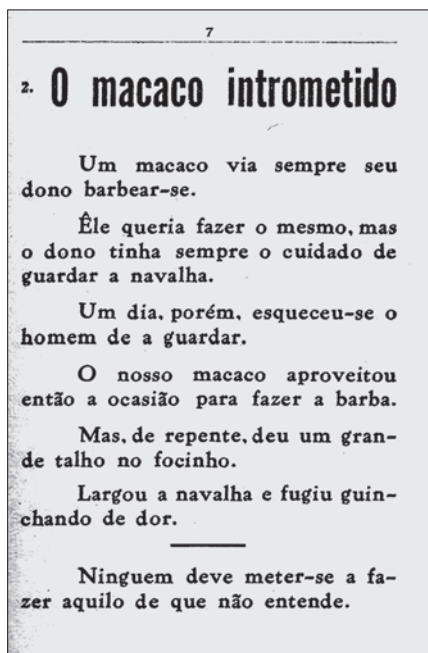 7
2. O macaco intrometido
Um macaco via sempre seu
dono barbear-se.
Êle queria fazer o mesmo, mas
o dono tinha sempre o cuidado de
guardar a navalha.
Um dia, porém, esqueceu-se o
homem de a guardar.
O nosso macaco aproveitou
então a ocasião para fazer a barba.
Mas, de repente, deu um gran-
de talho no focinho.
Largou a navalha e fugiu guin-
chando de dor.
Ninguem deve meter-se a fa-
zer aquilo de que não entende.